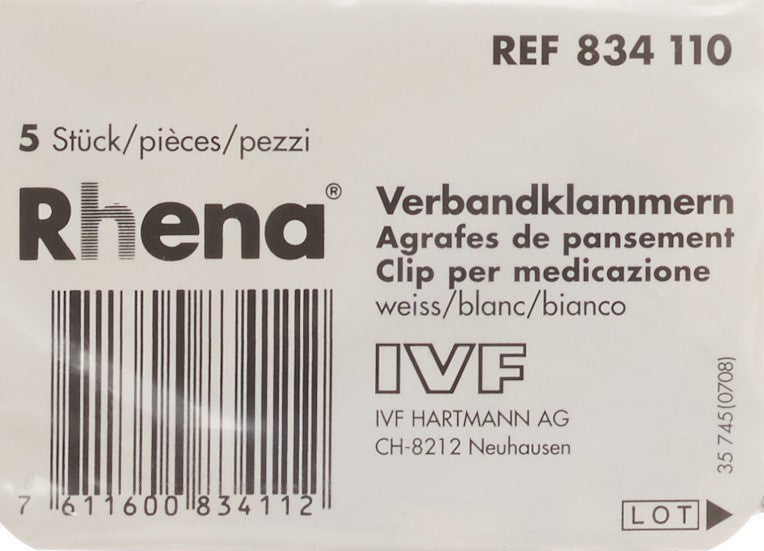 REF 834 110
5 Stück/pièces/pezzi
Rhena®
Verbandklammern
Agrafes de pansement
Clip per medicazione
weiss/blanc/bianco
IVF
IVF HARTMANN AG
CH-8212 Neuhausen
35 745(0708)
7 611600 834112
LOT